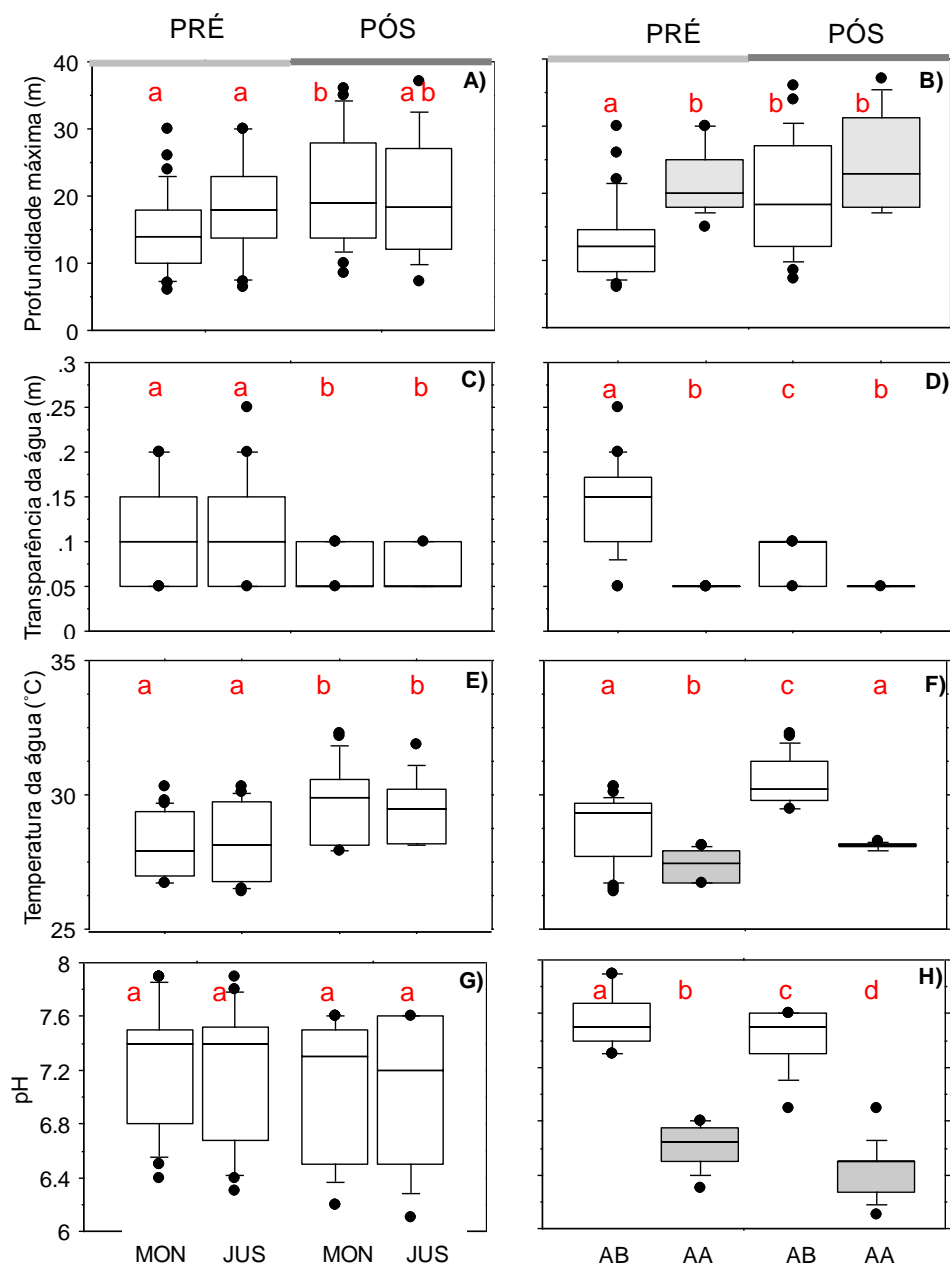 PRÉ PÓS PRÉ PÓS
Profundidade máxima (m)
40
30
20
10
0
a a b a b A)
a b b b B)
Transparência da água (m)
.3
.25
.2
.15
.1
.05
0
a a b b C)
a b c b D)
Temperatura da água (˚C)
35
30
25
a a b b E)
a b c a F)
pH
8
7.6
7.2
6.8
6.4
6
a a a a G)
a b c d H)
MON JUS MON JUS AB AA AB AA